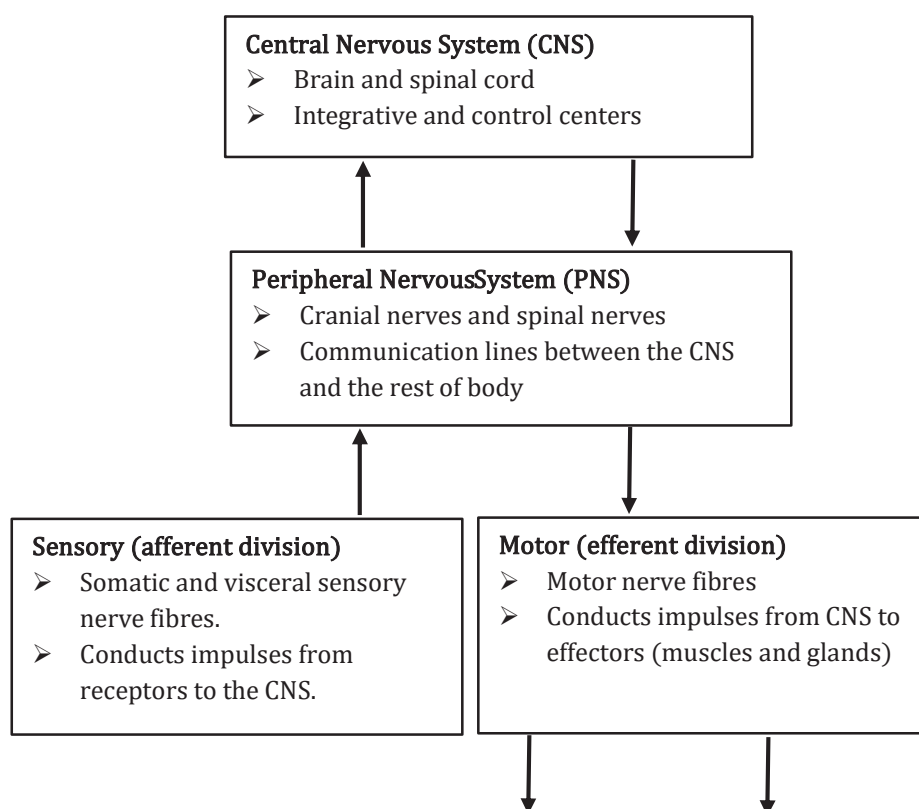 Central Nervous System (CNS)
➢ Brain and spinal cord
➢ Integrative and control centers
Peripheral NervousSystem (PNS)
➢ Cranial nerves and spinal nerves
➢ Communication lines between the CNS
and the rest of body
Sensory (afferent division)
➢ Somatic and visceral sensory
nerve fibres.
➢ Conducts impulses from
receptors to the CNS.
Motor (efferent division)
➢ Motor nerve fibres
➢ Conducts impulses from CNS to
effectors (muscles and glands)